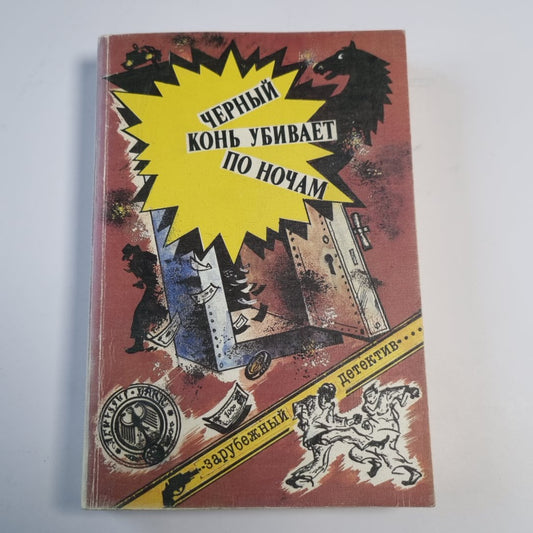 ЧЕРНЫЙ
КОНЬ УБИВАЕТ
ПО НОЧАМ
зарубежный детектив